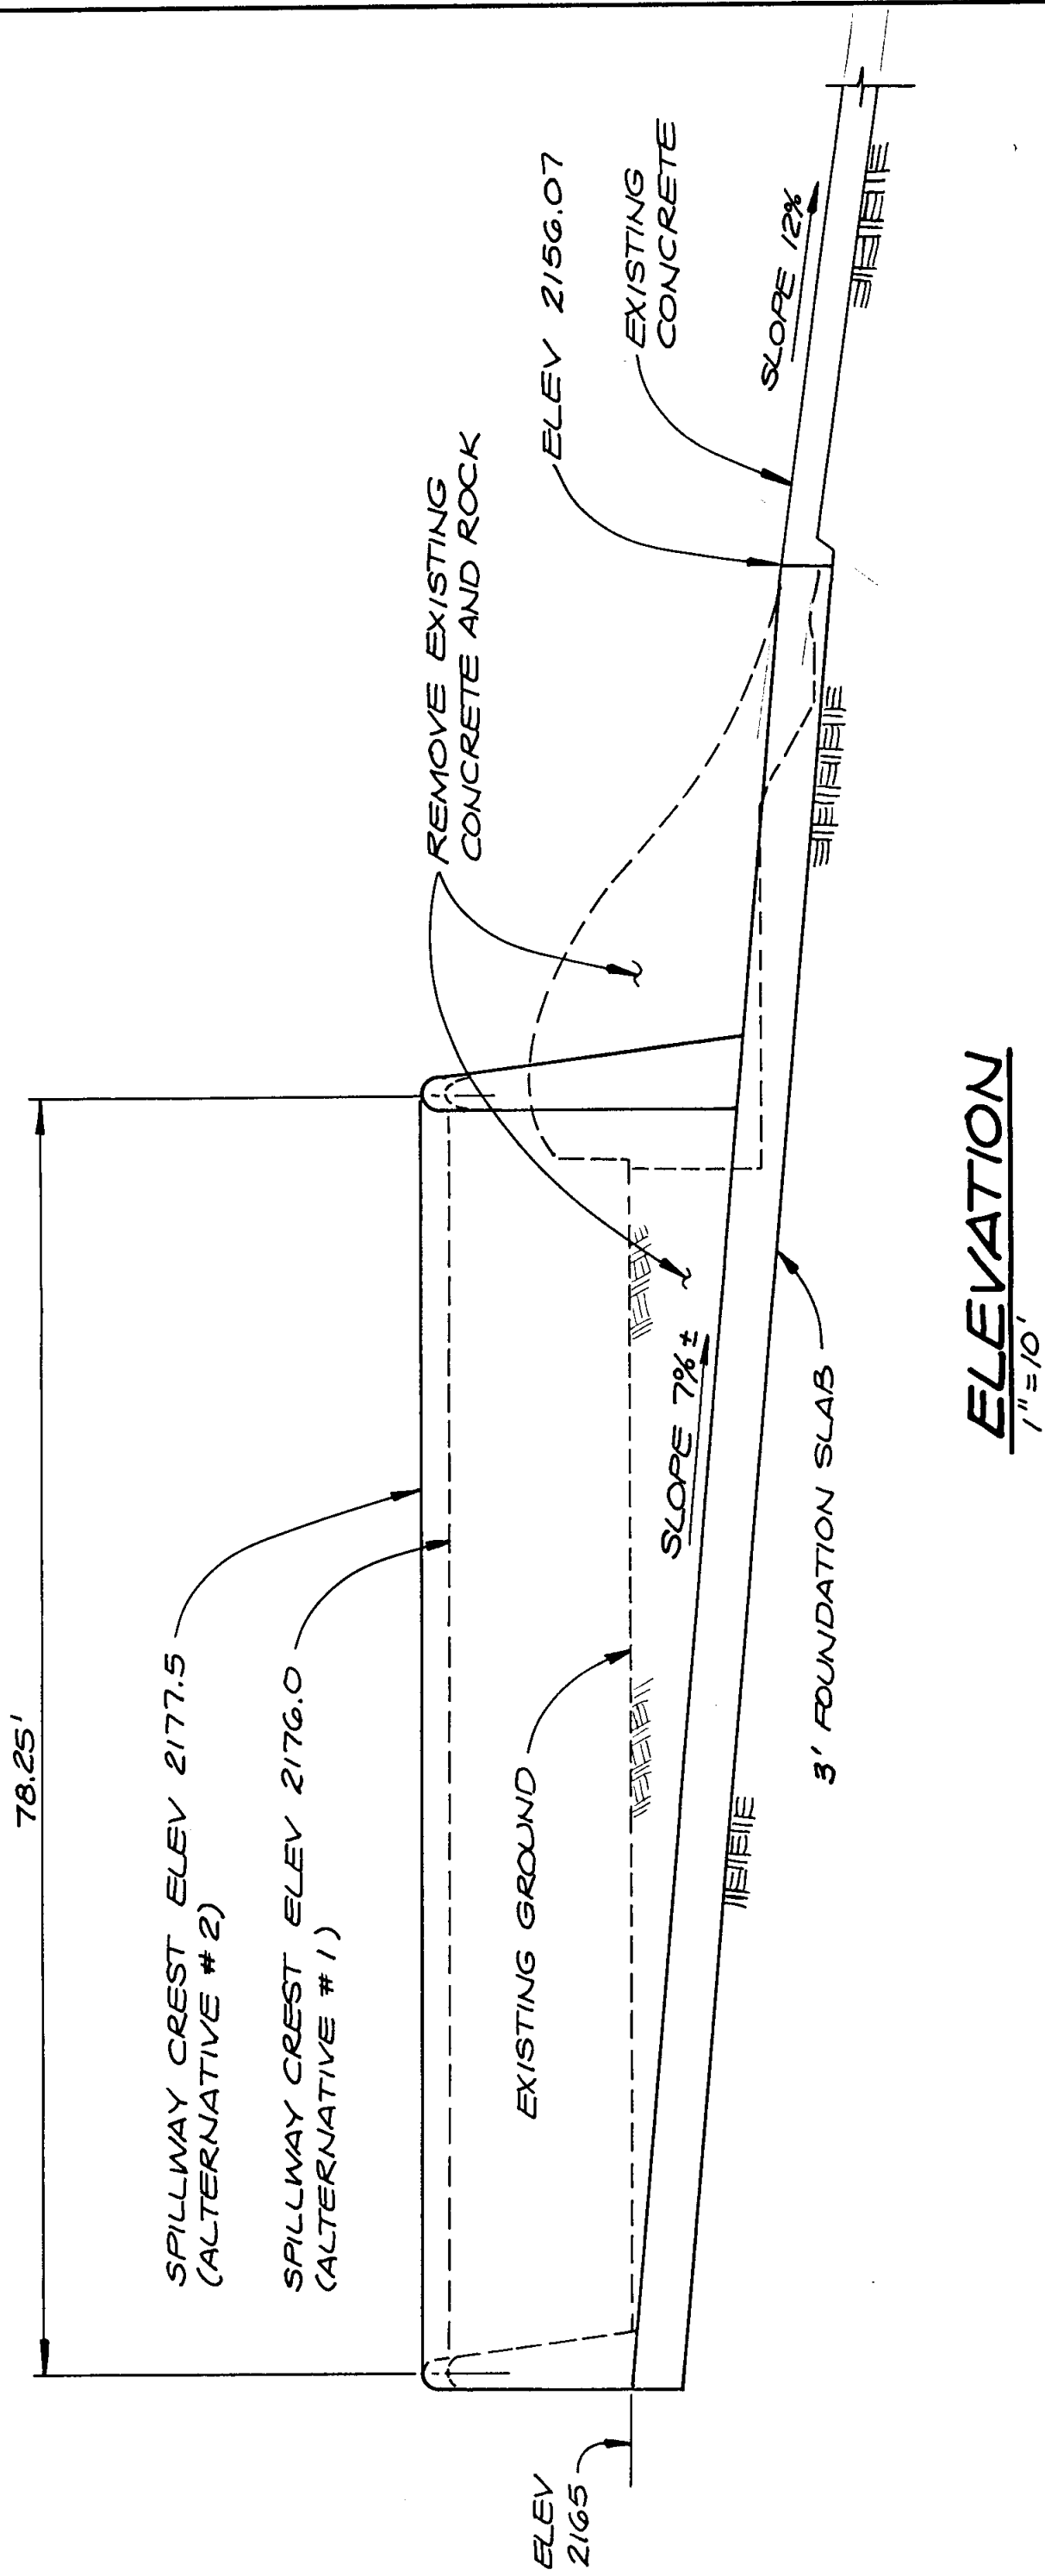 78.25'
SPILLWAY CREST ELEV 2177.5
(ALTERNATIVE #2)
SPILLWAY CREST ELEV 2176.0
(ALTERNATIVE #1)
REMOVE EXISTING
CONCRETE AND ROCK
ELEV 2156.07
EXISTING
CONCRETE
EXISTING GROUND
ELEV
2165
SLOPE 7% ±
SLOPE 12%
3' FOUNDATION SLAB
ELEVATION
1"=10'